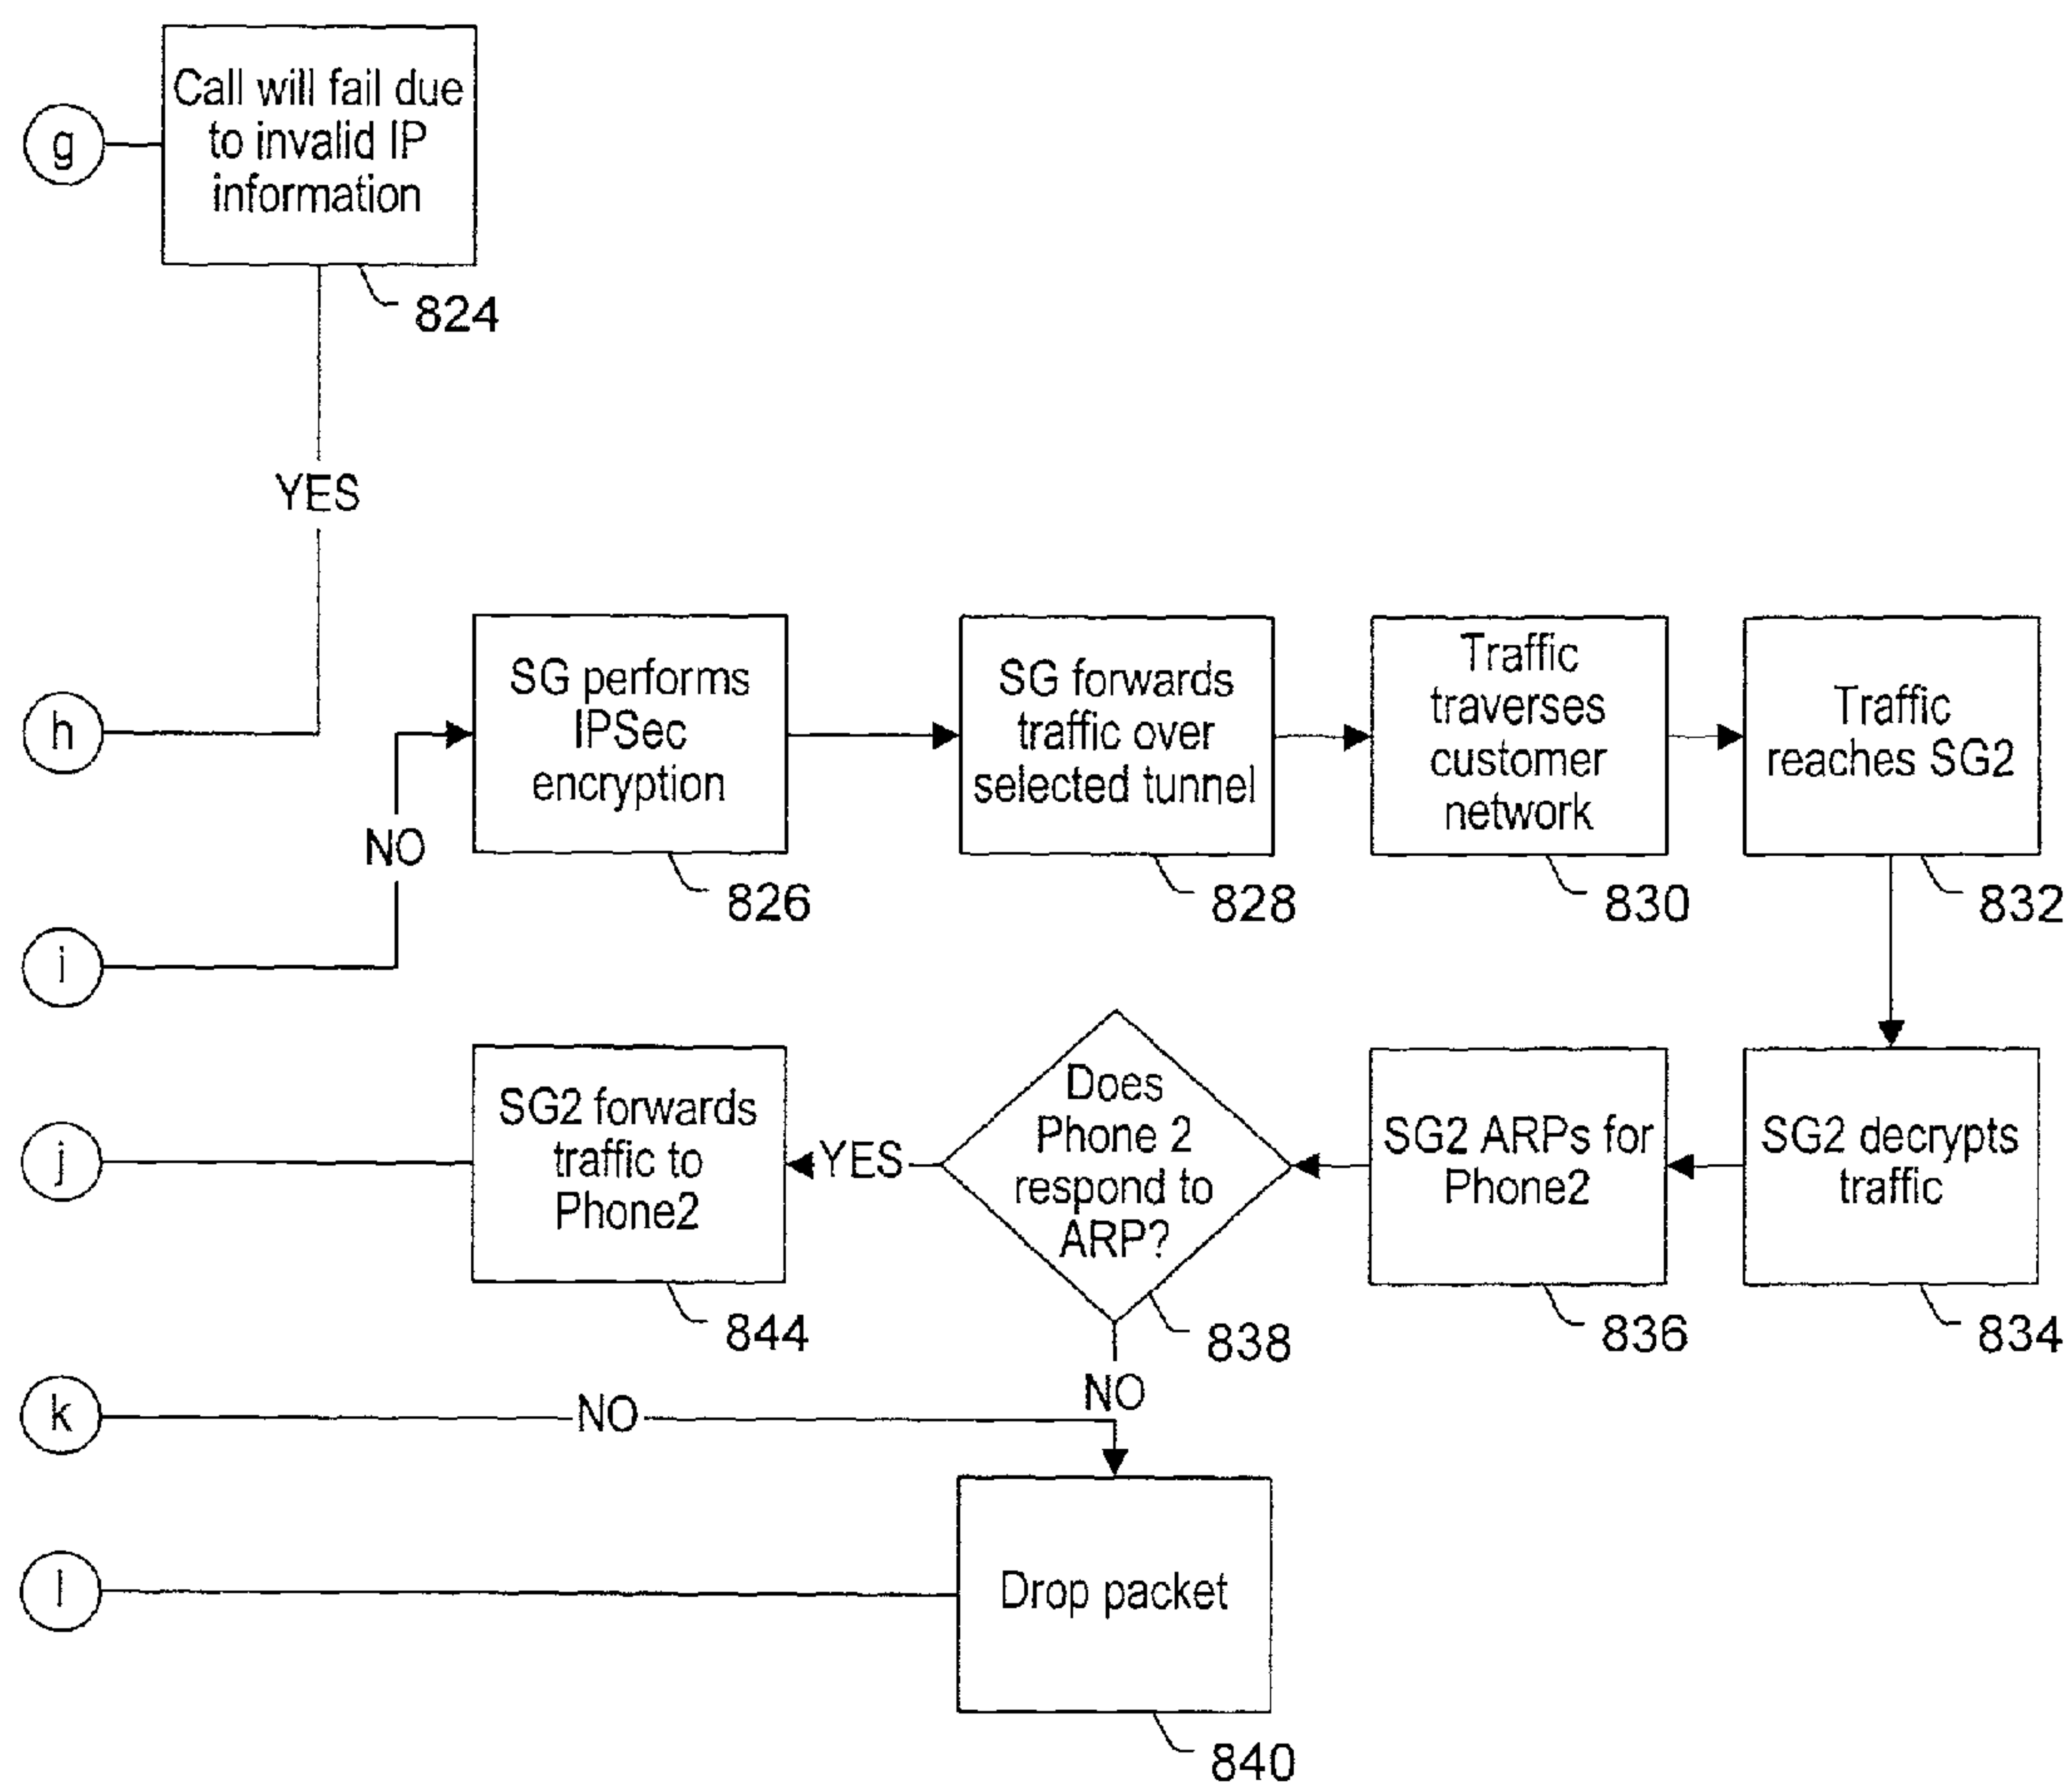 g
Call will fail due
to invalid IP
information
824
YES
h
SG performs
IPSec
encryption
826
SG forwards
traffic over
selected tunnel
828
Traffic
traverses
customer
network
830
Traffic
reaches SG2
832
NO
i
j
SG2 forwards
traffic to
Phone2
844
YES
Does
Phone 2
respond to
ARP?
838
SG2 ARPs for
Phone2
836
SG2 decrypts
traffic
834
NO
k
NO
l
Drop packet
840